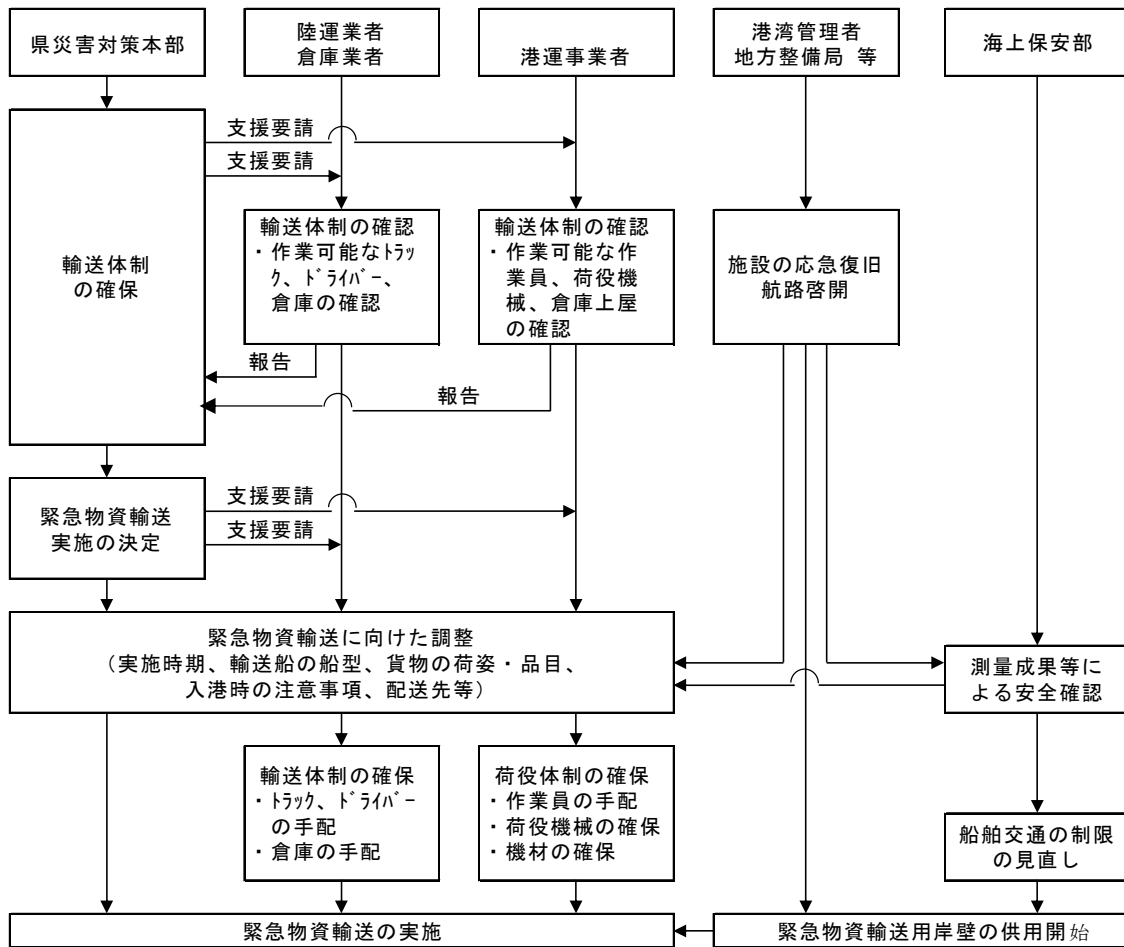 県災害対策本部
陸運業者
倉庫業者
港運事業者
港湾管理者
地方整備局 等
海上保安部
支援要請
支援要請
輸送体制
の確保
輸送体制の確認
・作業可能なﾄﾗｯ
ｸ、ﾄﾞﾗｲﾊﾞｰ、
倉庫の確認
輸送体制の確認
・作業可能な作
業員、荷役機
械、倉庫上屋
の確認
施設の応急復旧
航路啓開
報告
報告
緊急物資輸送
実施の決定
支援要請
支援要請
緊急物資輸送に向けた調整
（実施時期、輸送船の船型、貨物の荷姿・品目、
入港時の注意事項、配送先等）
測量成果等に
よる安全確認
輸送体制の確保
・ﾄﾗｯｸ、ﾄﾞﾗｲﾊﾞｰ
の手配
・倉庫の手配
荷役体制の確保
・作業員の手配
・荷役機械の確保
・機材の確保
船舶交通の制限
の見直し
緊急物資輸送の実施
緊急物資輸送用岸壁の供用開始